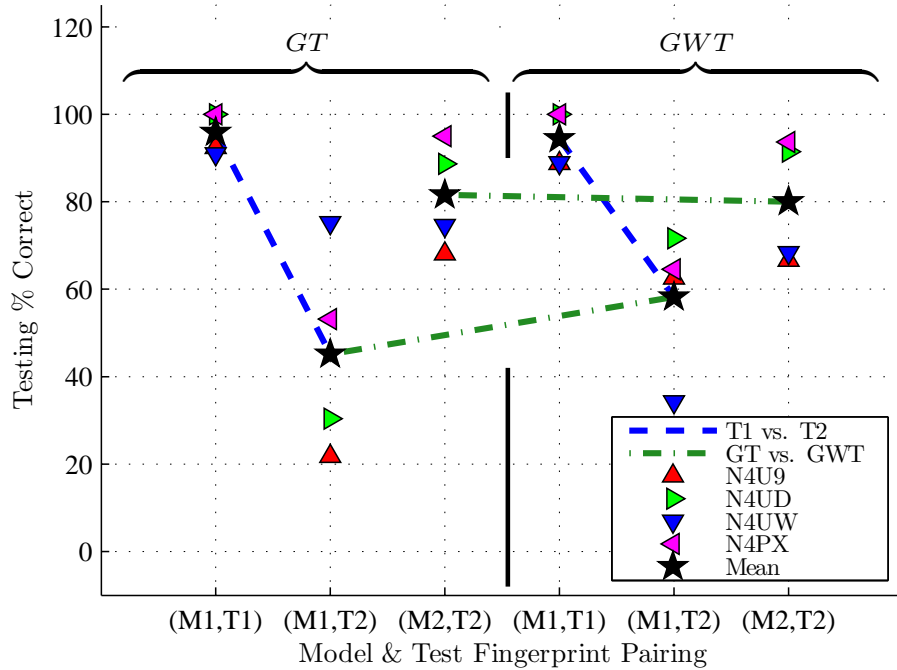 GT GWT
120
100
80
60
40
20
0
Testing % Correct
(M1,T1) (M1,T2) (M2,T2) (M1,T1) (M1,T2) (M2,T2)
Model & Test Fingerprint Pairing
T1 vs. T2
GT vs. GWT
N4U9
N4UD
N4UW
N4PX
Mean